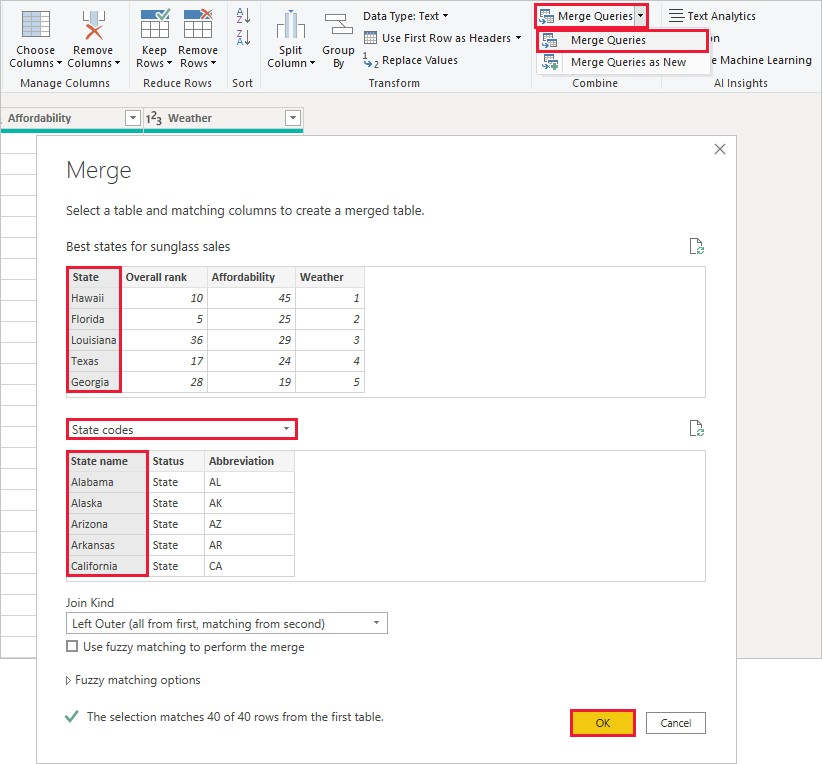 Choose Columns
Remove Columns
Manage Columns
Keep Rows
Remove Rows
Reduce Rows
A
Z
Z
A
Sort
Split Column
Group By
Data Type: Text
Use First Row as Headers
1
2
Replace Values
Transform
Merge Queries
Merge Queries
Merge Queries as New
Combine
Text Analytics
on
e Machine Learning
AI Insights
Affordability
1 2 3 Weather
Merge
Select a table and matching columns to create a merged table.
Best states for sunglass sales
State Overall rank Affordability Weather
Hawaii 10 45 1
Florida 5 25 2
Louisiana 36 29 3
Texas 17 24 4
Georgia 28 19 5
State codes
State name Status Abbreviation
Alabama State AL
Alaska State AK
Arizona State AZ
Arkansas State AR
California State CA
Join Kind
Left Outer (all from first, matching from second)
Use fuzzy matching to perform the merge
Fuzzy matching options
The selection matches 40 of 40 rows from the first table.
OK
Cancel